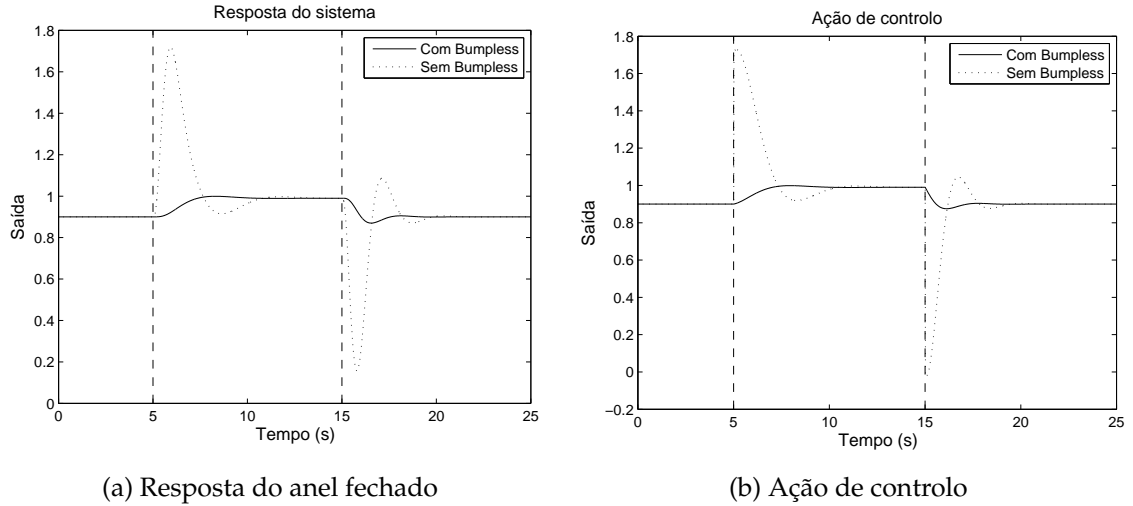 Resposta do sistema
Com Bumpless
Sem Bumpless
Saída
1.8
1.6
1.4
1.2
1
0.8
0.6
0.4
0.2
0
0 5 10 15 20 25
Tempo (s)
(a) Resposta do anel fechado
Ação de controlo
Com Bumpless
Sem Bumpless
Saída
1.8
1.6
1.4
1.2
1
0.8
0.6
0.4
0.2
0
−0.2
0 5 10 15 20 25
Tempo (s)
(b) Ação de controlo